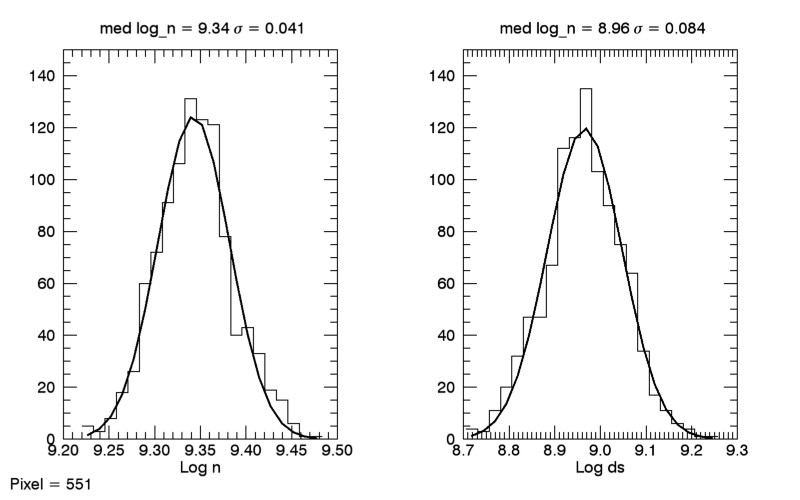 med log_n = 9.34 σ = 0.041
med log_n = 8.96 σ = 0.084
140
120
100
80
60
40
20
0
9.20 9.25 9.30 9.35 9.40 9.45 9.50
Log n
140
120
100
80
60
40
20
0
8.7 8.8 8.9 9.0 9.1 9.2 9.3
Log ds
Pixel = 551